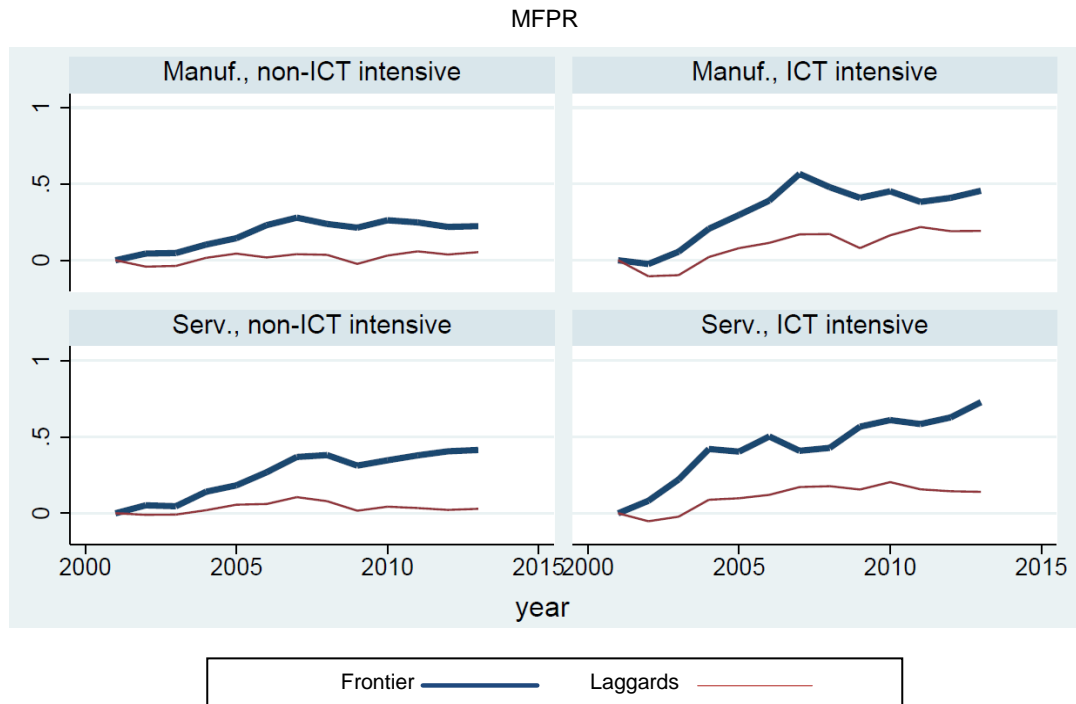 MFPR
Manuf., non-ICT intensive
Manuf., ICT intensive
1
.5
0
Serv., non-ICT intensive
Serv., ICT intensive
1
.5
0
2000 2005 2010 2015
2000 2005 2010 2015
year
Frontier Laggards